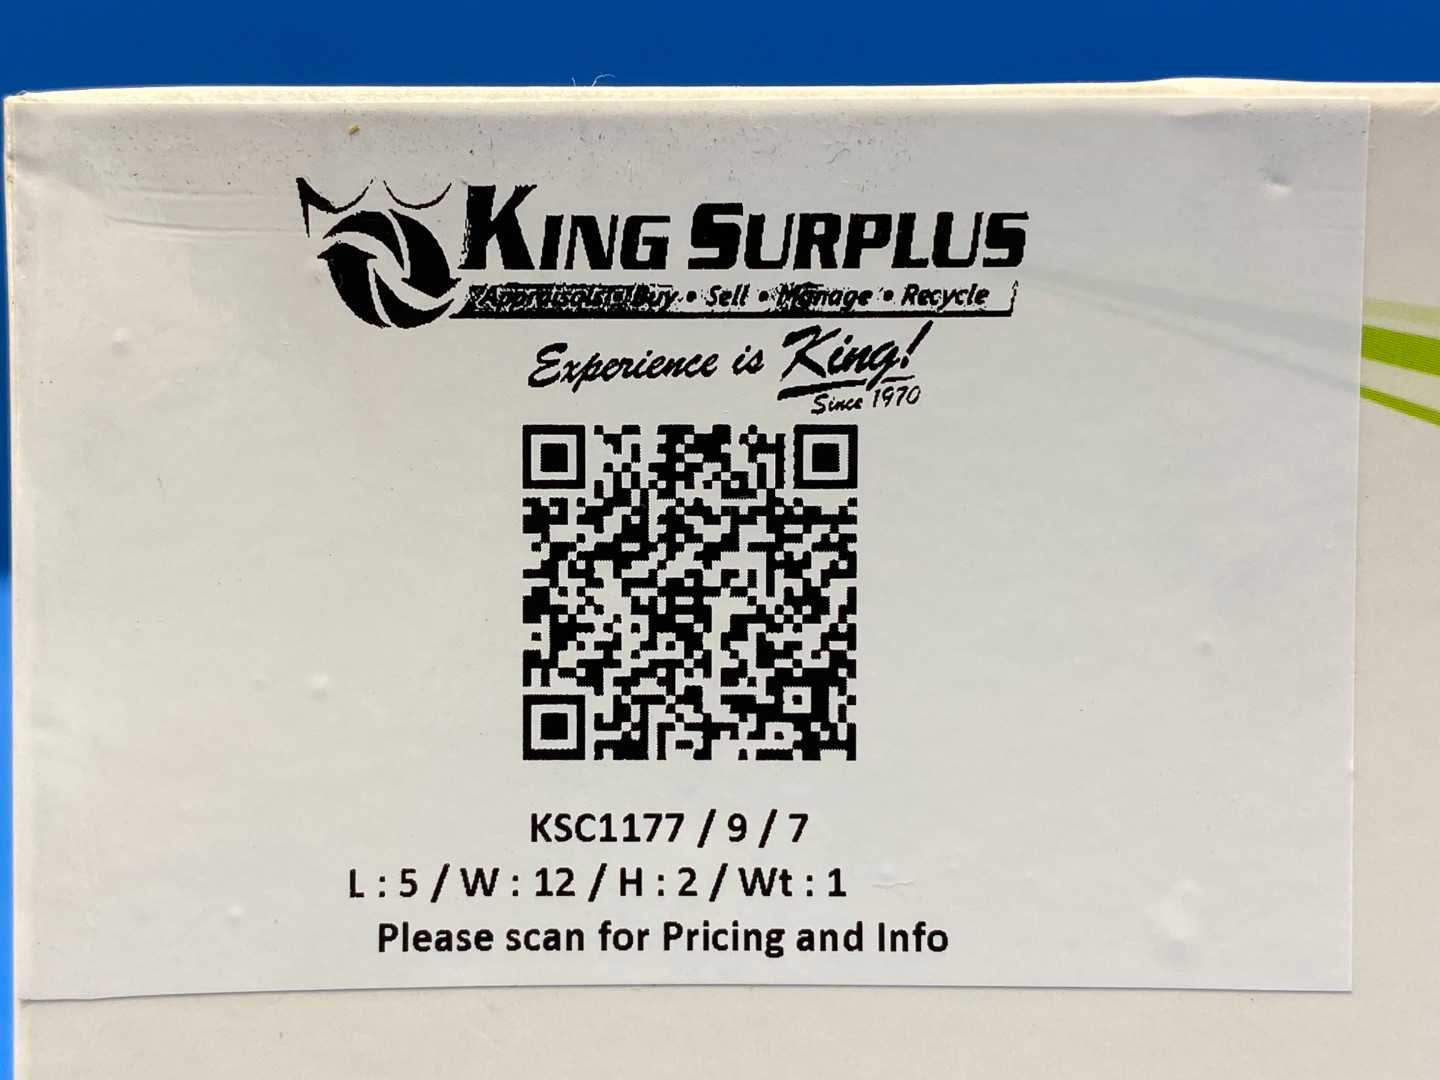 KING SURPLUS
Appraisals • Buy • Sell • Manage • Recycle
Experience is King!
Since 1970
KSC1177 / 9 / 7
L : 5 / W : 12 / H : 2 / Wt : 1
Please scan for Pricing and Info